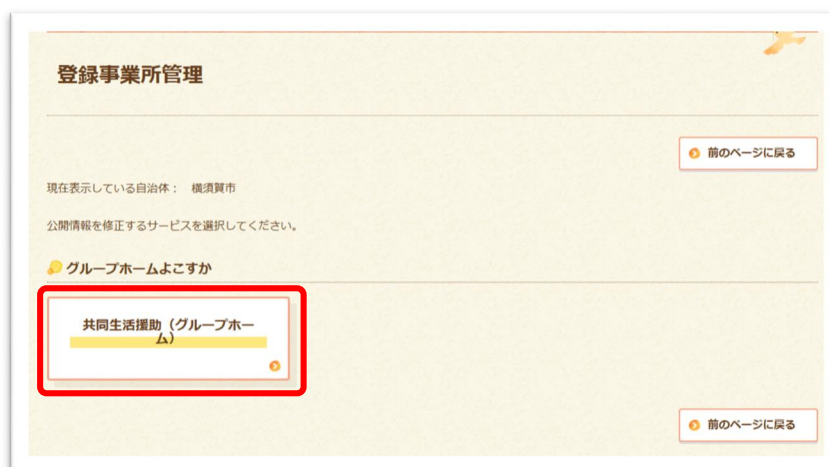 登録事業所管理
前のページに戻る
現在表示している自治体： 横須賀市
公開情報を修正するサービスを選択してください。
グループホームよこすか
共同生活援助（グループホー
ム）
前のページに戻る